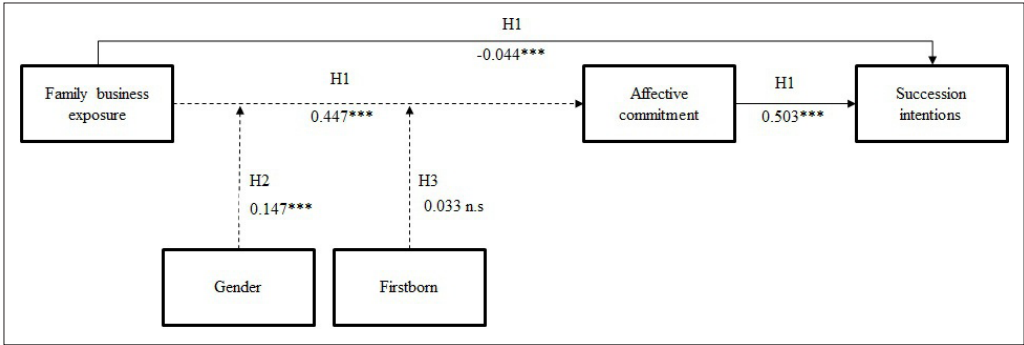 H1
-0.044***
Family business
exposure
H1
0.447***
Affective
commitment
H1
0.503***
Succession
intentions
H2
0.147***
H3
0.033 n.s
Gender
Firstborn